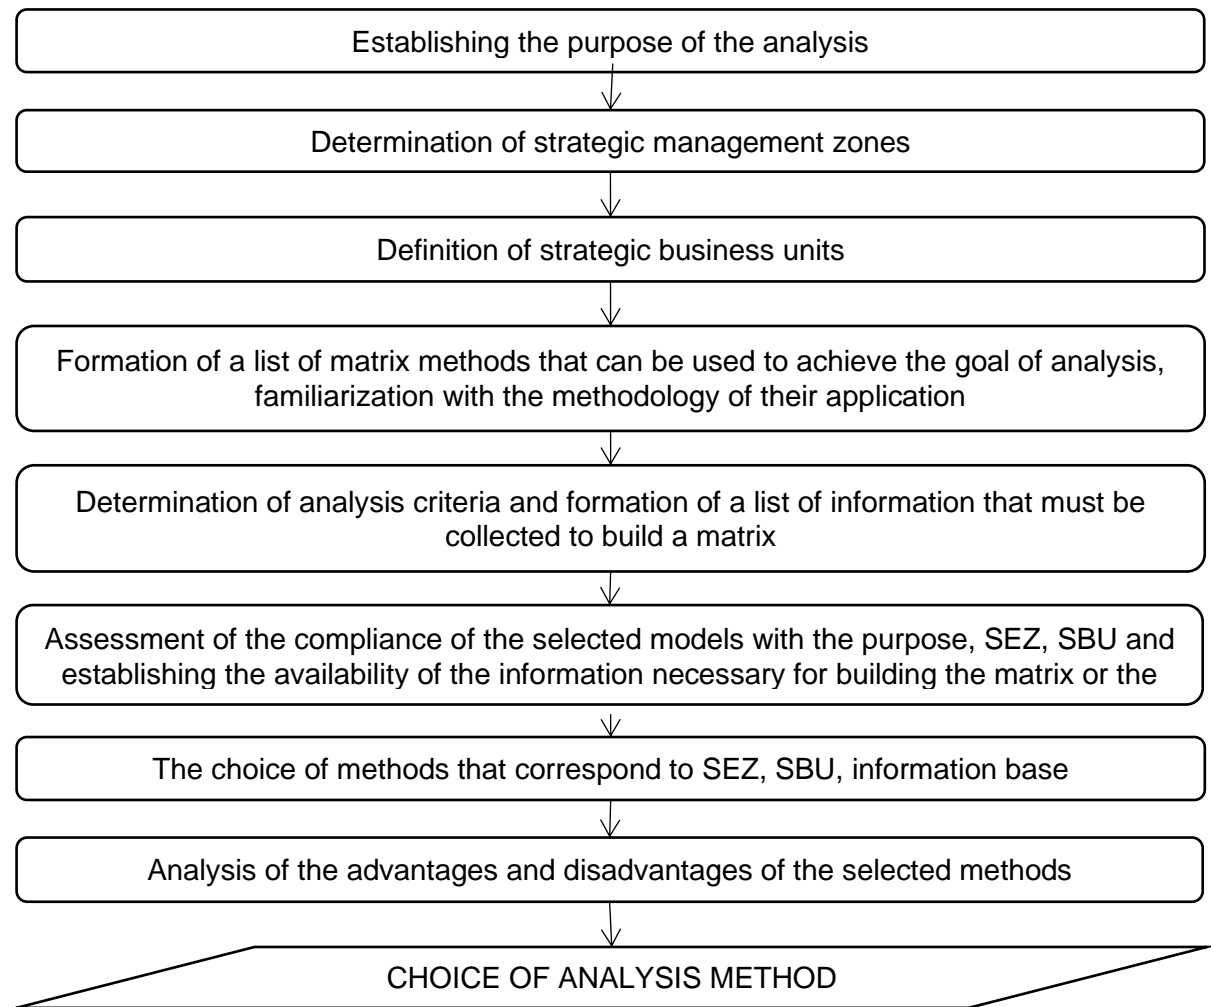 Establishing the purpose of the analysis
Determination of strategic management zones
Definition of strategic business units
Formation of a list of matrix methods that can be used to achieve the goal of analysis,
familiarization with the methodology of their application
Determination of analysis criteria and formation of a list of information that must be
collected to build a matrix
Assessment of the compliance of the selected models with the purpose, SEZ, SBU and
establishing the availability of the information necessary for building the matrix or the
The choice of methods that correspond to SEZ, SBU, information base
Analysis of the advantages and disadvantages of the selected methods
CHOICE OF ANALYSIS METHOD